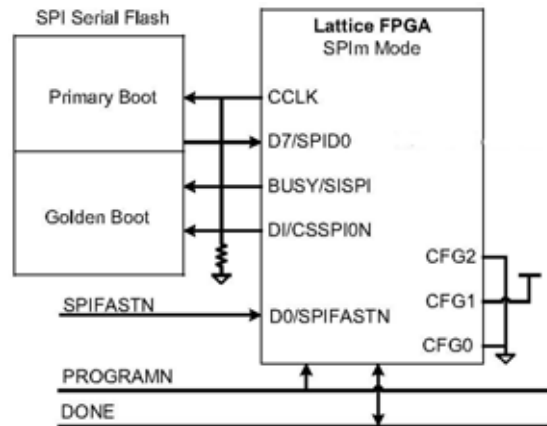 SPI Serial Flash
Lattice FPGA
SPIm Mode
Primary Boot
Golden Boot
CCLK
D7/SPID0
BUSY/SISPI
DI/CSSPI0N
D0/SPIFASTN
CFG2
CFG1
CFG0
SPIFASTN
PROGRAMN
DONE